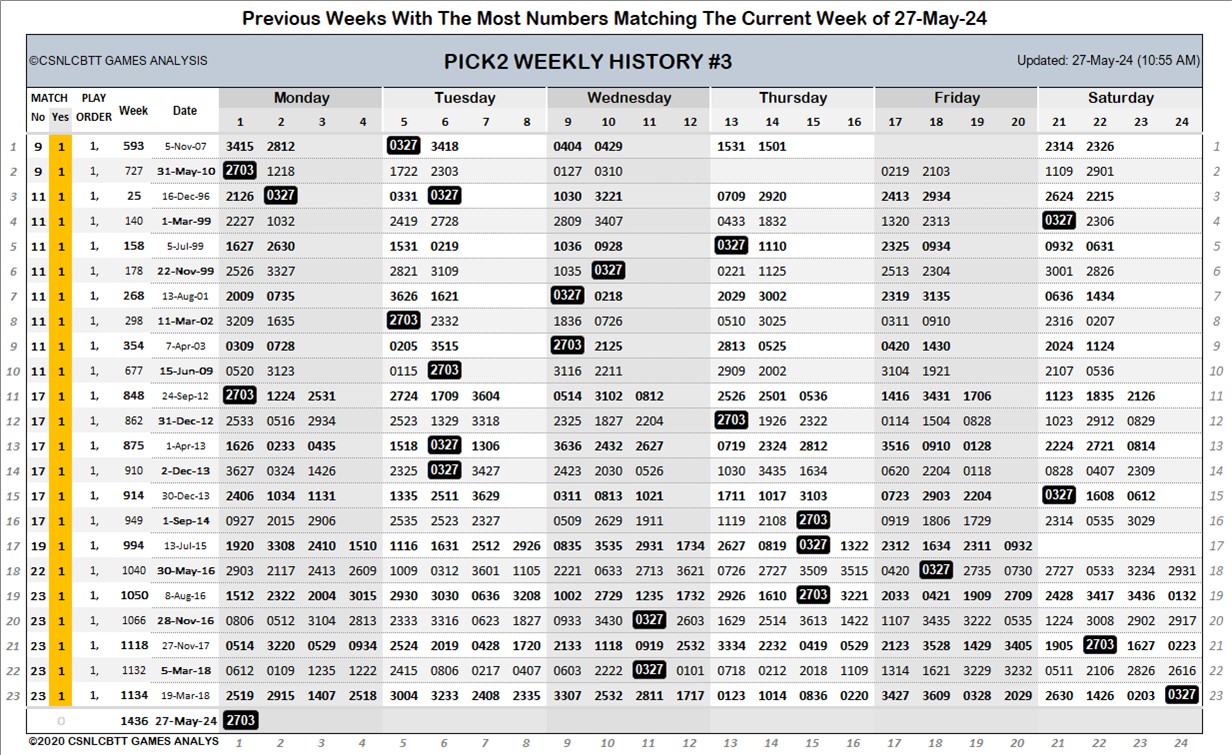 Previous Weeks With The Most Numbers Matching The Current Week of 27-May-24
©CSNLCBTT GAMES ANALYSIS PICK2 WEEKLY HISTORY #3 Updated: 27-May-24 (10:55 AM)
MATCH PLAY Week Date Monday Tuesday Wednesday Thursday Friday Saturday
No Yes ORDER 1 2 3 4 5 6 7 8 9 10 11 12 13 14 15 16 17 18 19 20 21 22 23 24
1 9 1 1, 593 5-Nov-07 3415 2812 0327 3418 0404 0429 1531 1501 2314 2326 1
2 9 1 1, 727 31-May-10 2703 1218 1722 2303 0127 0310 0219 2103 1109 2901 2
3 11 1 1, 25 16-Dec-96 2126 0327 0331 0327 1030 3221 0709 2920 2413 2934 2624 2215 3
4 11 1 1, 140 1-Mar-99 2227 1032 2419 2728 2809 3407 0433 1832 1320 2313 0327 2306 4
5 11 1 1, 158 5-Jul-99 1627 2630 1531 0219 1036 0928 0327 1110 2325 0934 0932 0631 5
6 11 1 1, 178 22-Nov-99 2526 3327 2821 3109 1035 0327 0221 1125 2513 2304 3001 2826 6
7 11 1 1, 268 13-Aug-01 2009 0735 3626 1621 0327 0218 2029 3002 2319 3135 0636 1434 7
8 11 1 1, 298 11-Mar-02 3209 1635 2703 2332 1836 0726 0510 3025 0311 0910 2316 0207 8
9 11 1 1, 354 7-Apr-03 0309 0728 0205 3515 2703 2125 2813 0525 0420 1430 2024 1124 9
10 11 1 1, 677 15-Jun-09 0520 3123 0115 2703 3116 2211 2909 2002 3104 1921 2107 0536 10
11 17 1 1, 848 24-Sep-12 2703 1224 2531 2724 1709 3604 0514 3102 0812 2526 2501 0536 1416 3431 1706 1123 1835 2126 11
12 17 1 1, 862 31-Dec-12 2533 0516 2934 2523 1329 3318 2325 1827 2204 2703 1926 2322 0114 1504 0828 1023 2912 0829 12
13 17 1 1, 875 1-Apr-13 1626 0233 0435 1518 0327 1306 3636 2432 2627 0719 2324 2812 3516 0910 0128 2224 2721 0814 13
14 17 1 1, 910 2-Dec-13 3627 0324 1426 2325 0327 3427 2423 2030 0526 1030 3435 1634 0620 2204 0118 0828 0407 2309 14
15 17 1 1, 914 30-Dec-13 2406 1034 1131 1335 2511 3629 0311 0813 1021 1711 1017 3103 0723 2903 2204 0327 1608 0612 15
16 17 1 1, 949 1-Sep-14 0927 2015 2906 2535 2523 2327 0509 2629 1911 1119 2108 2703 0919 1806 1729 2314 0535 3029 16
17 19 1 1, 994 13-Jul-15 1920 3308 2410 1510 1116 1631 2512 2926 0835 3535 2931 1734 2627 0819 0327 1322 2312 1634 2311 0932 17
18 22 1 1, 1040 30-May-16 2903 2117 2413 2609 1009 0312 3601 1105 2221 0633 2713 3621 0726 2727 3509 3515 0420 0327 2735 0730 2727 0533 3234 2931 18
19 23 1 1, 1050 8-Aug-16 1512 2322 2004 3015 2930 3030 0636 3208 1002 2729 1235 1732 2926 1610 2703 3221 2033 0421 1909 2709 2428 3417 3436 0132 19
20 23 1 1, 1066 28-Nov-16 0806 0512 3104 2813 2333 3316 0623 1827 0933 3430 0327 2603 1629 2514 3613 1422 1107 3435 3222 0535 1224 3008 2902 2917 20
21 23 1 1, 1118 27-Nov-17 0514 3220 0529 0934 2524 2019 0428 1720 2133 1118 0919 2532 3334 2232 0419 0529 2123 3528 1429 3405 1905 2703 1627 0223 21
22 23 1 1, 1132 5-Mar-18 0612 0109 1235 1222 2415 0806 0217 0407 0603 2222 0327 0101 0718 0212 2018 1109 1314 1621 3229 3232 0511 2106 2826 2616 22
23 23 1 1, 1134 19-Mar-18 2519 2915 1407 2518 3004 3233 2408 2335 3307 2532 2811 1717 0123 1014 0836 0220 3427 3609 0328 2029 2630 1426 0203 0327 23
0 1436 27-May-24 2703
©2020 CSNLCBTT GAMES ANALYS 1 2 3 4 5 6 7 8 9 10 11 12 13 14 15 16 17 18 19 20 21 22 23 24